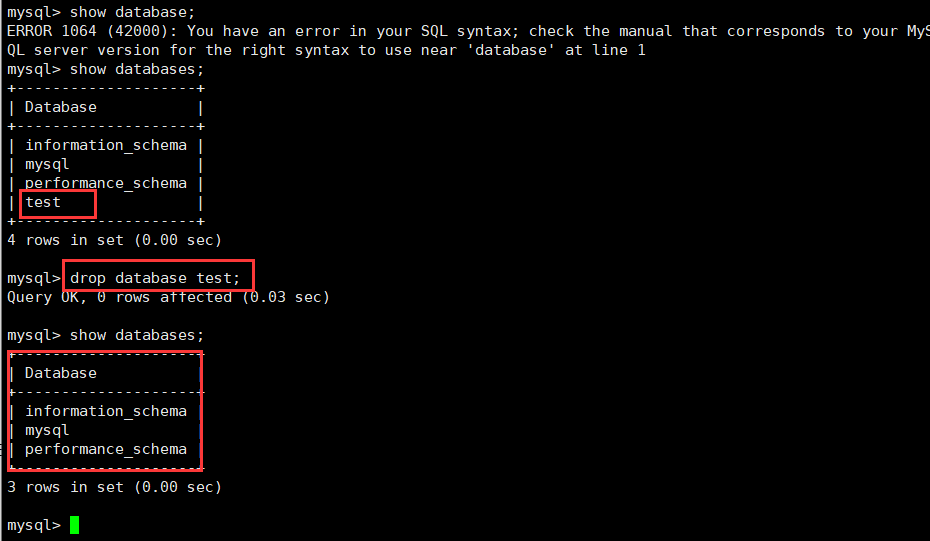 mysql> show database;
ERROR 1064 (42000): You have an error in your SQL syntax; check the manual that corresponds to your MyS
QL server version for the right syntax to use near 'database' at line 1
mysql> show databases;
+--------------------+
| Database           |
+--------------------+
| information_schema |
| mysql              |
| performance_schema |
| test               |
+--------------------+
4 rows in set (0.00 sec)
mysql> drop database test;
Query OK, 0 rows affected (0.03 sec)
mysql> show databases;
+--------------------+
| Database           |
+--------------------+
| information_schema |
| mysql              |
| performance_schema |
+--------------------+
3 rows in set (0.00 sec)
mysql>